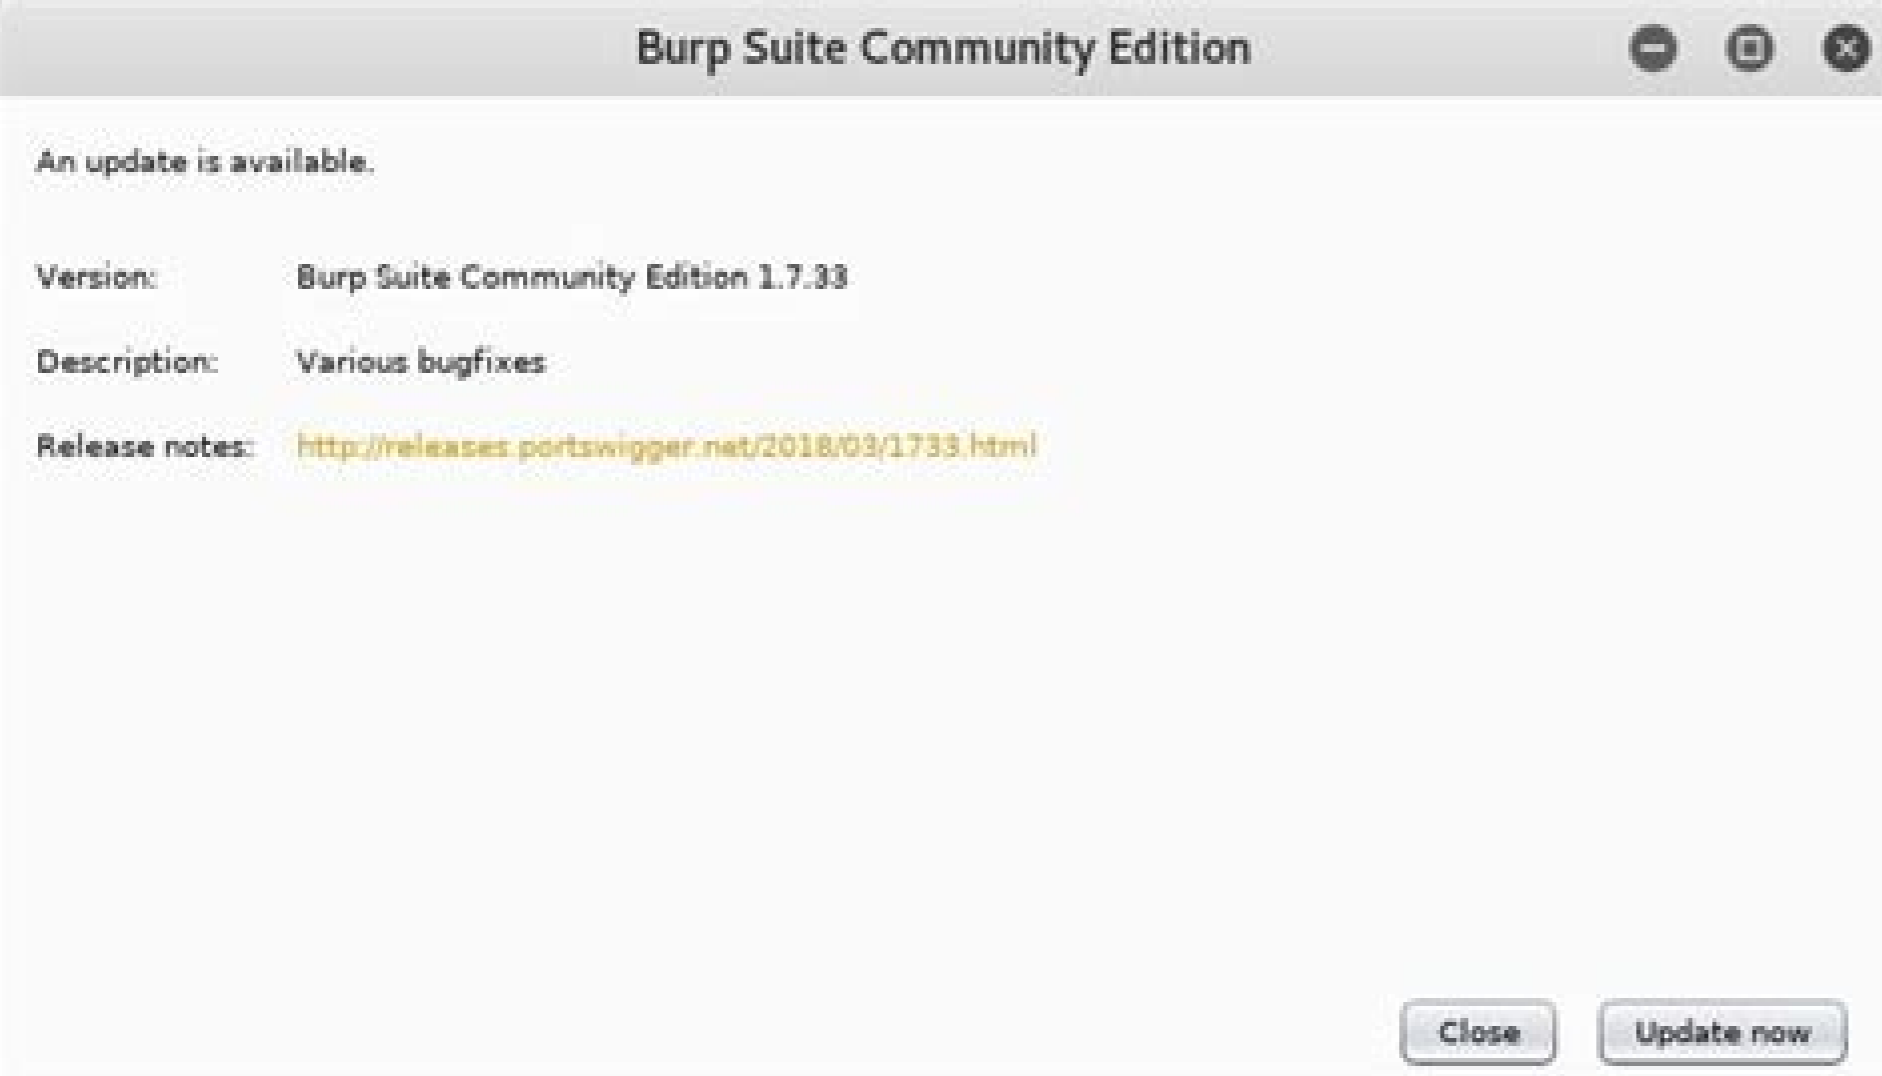 Burp Suite Community Edition
An update is available.
Version: Burp Suite Community Edition 1.7.33
Description: Various bugfixes
Release notes: http://releases.portswigger.net/2018/03/1733.html
Close Update now